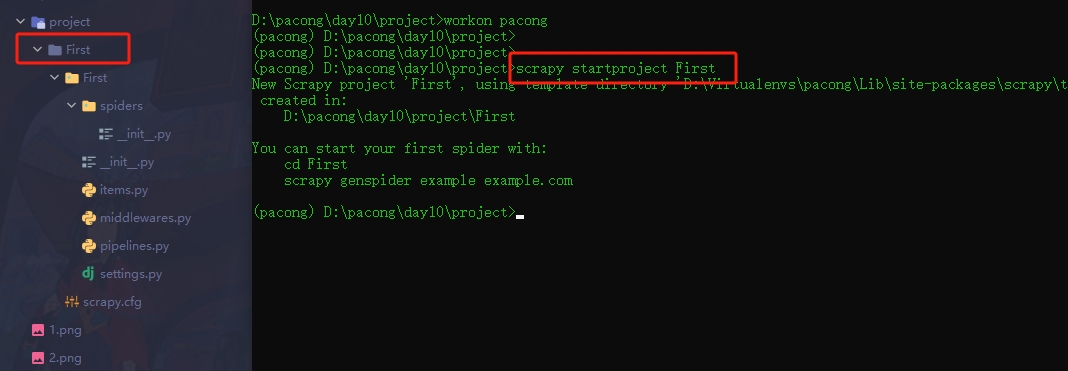 project
First
First
spiders
__init__.py
__init__.py
items.py
middlewares.py
pipelines.py
settings.py
scrapy.cfg
1.png
2.png
D:\pacong\day10\project>workon pacong
(pacong) D:\pacong\day10\project>
(pacong) D:\pacong\day10\project>
(pacong) D:\pacong\day10\project>scrapy startproject First
New Scrapy project 'First', using template directory 'D:\Virtualenvs\pacong\Lib\site-packages\scrapy\t
created in:
D:\pacong\day10\project\First
You can start your first spider with:
cd First
scrapy genspider example example.com
(pacong) D:\pacong\day10\project>